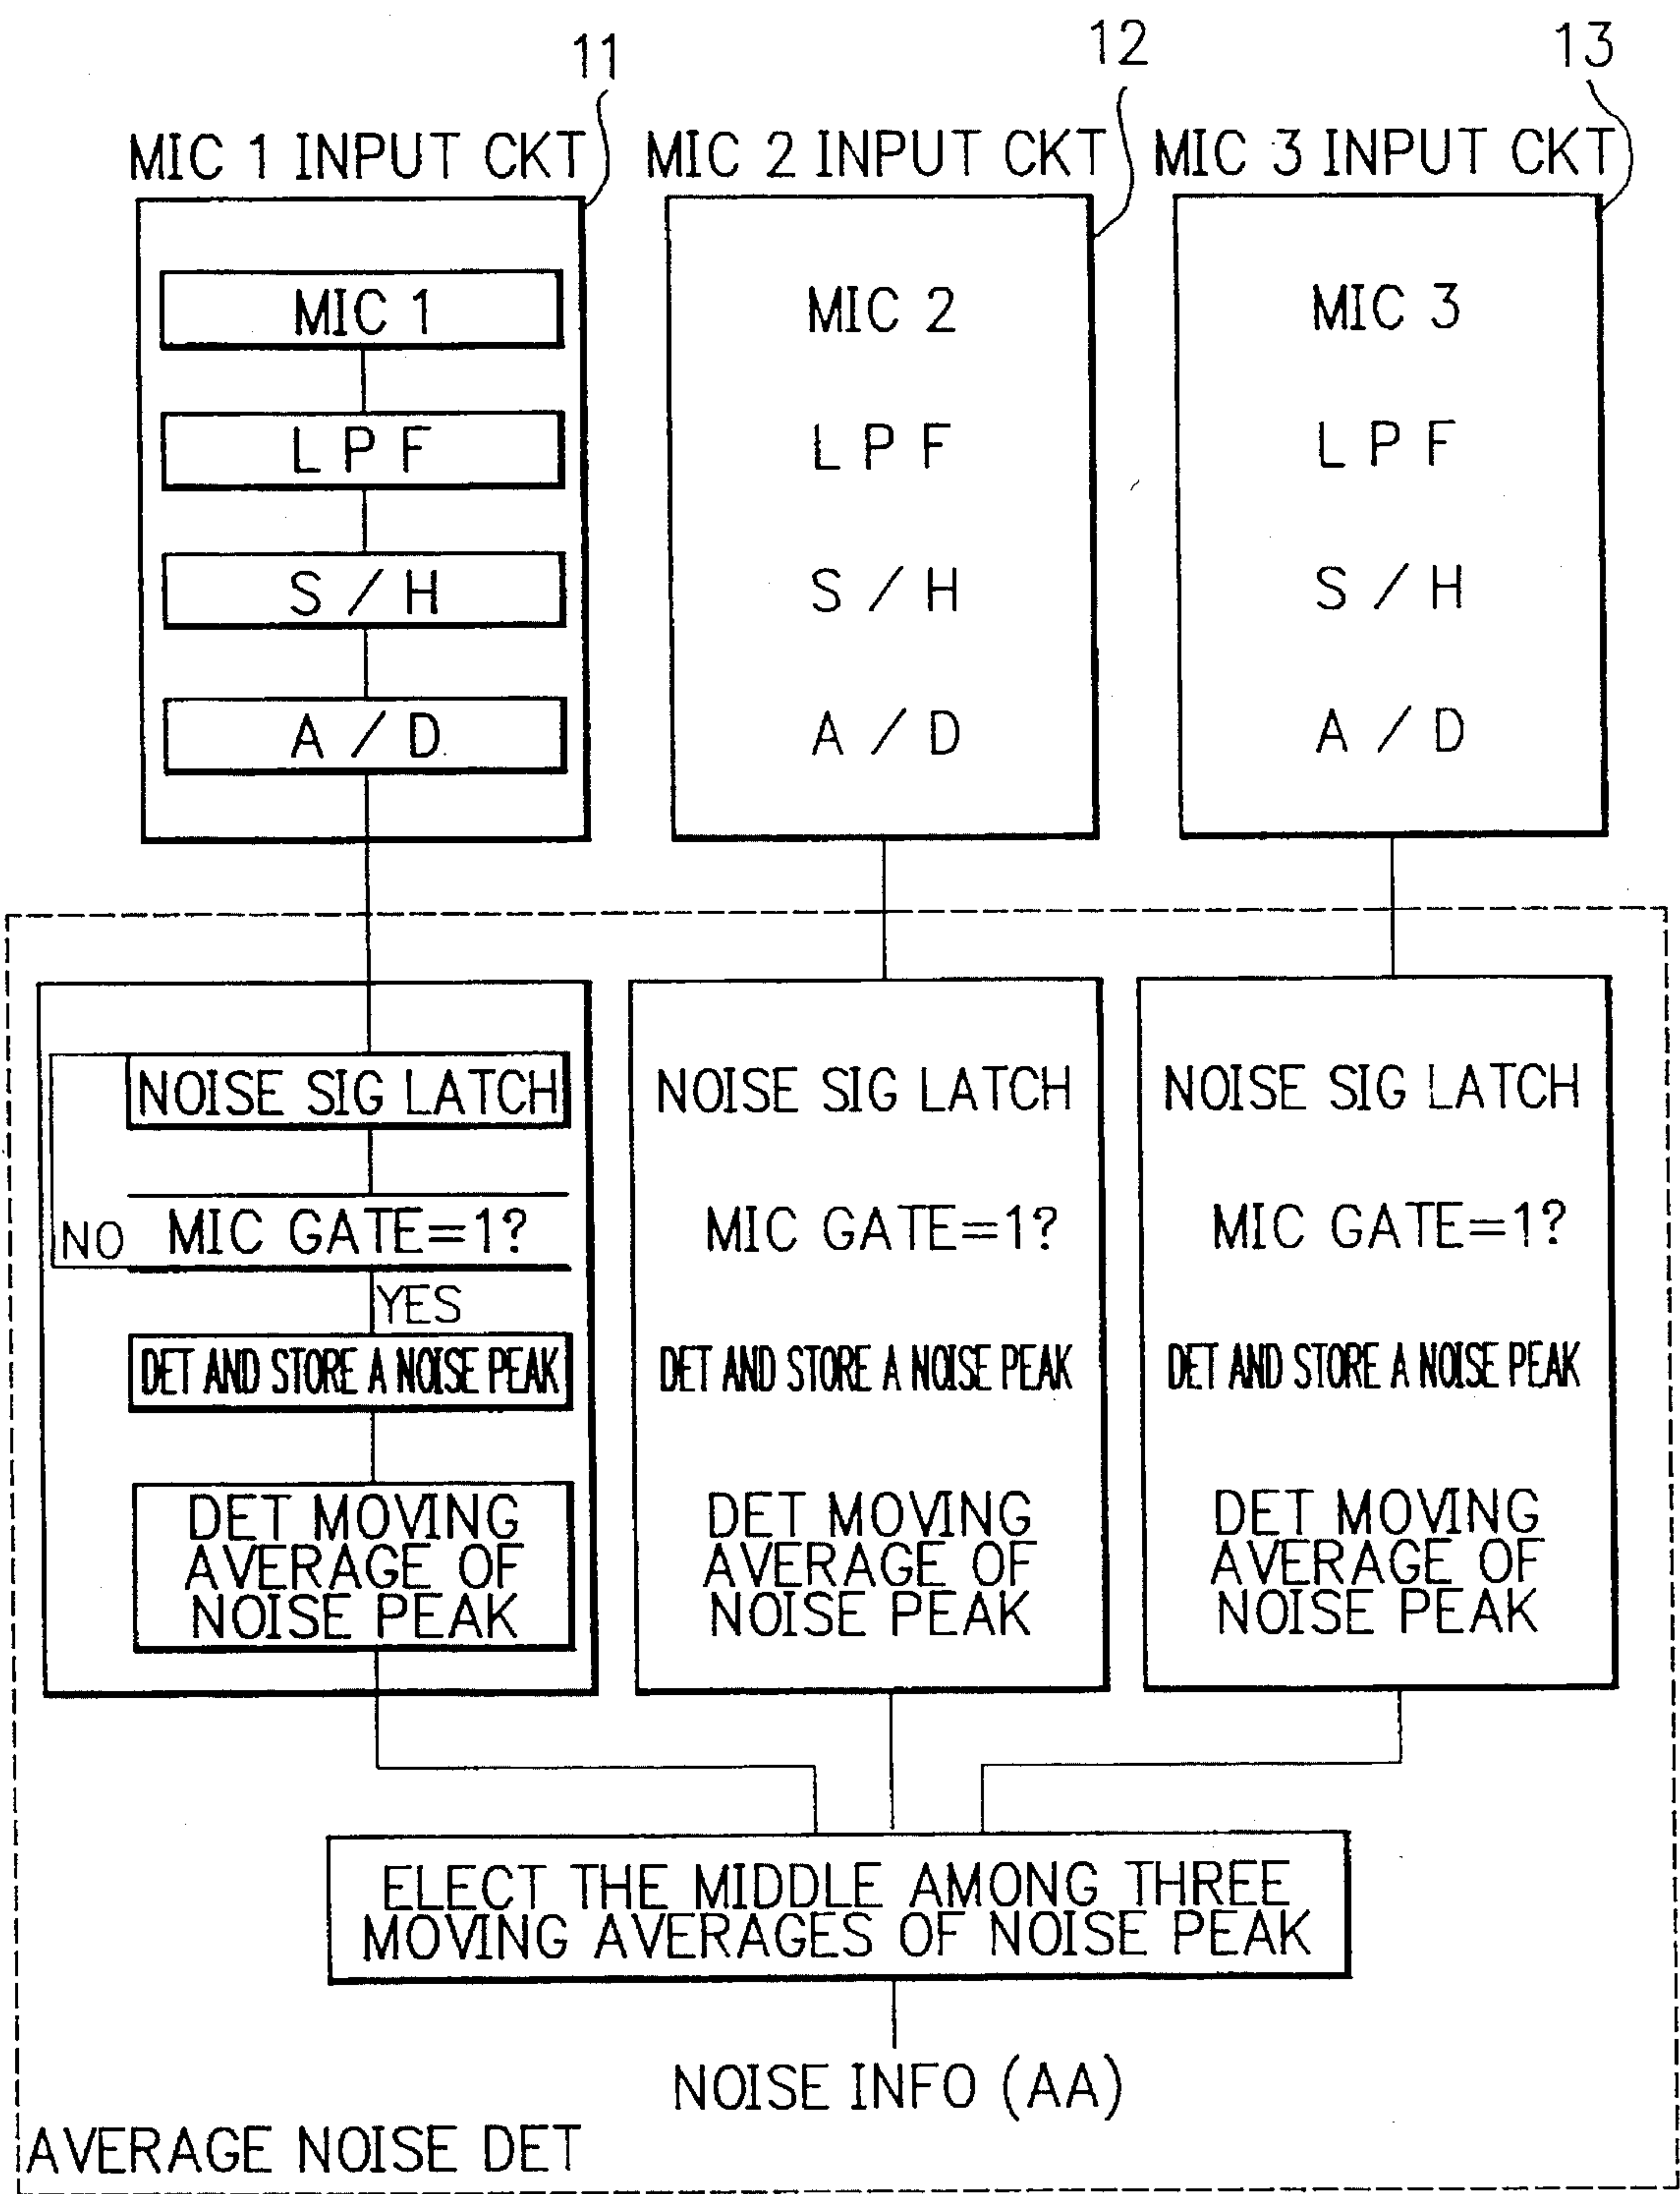 11
12
13
MIC 1 INPUT CKT
MIC 2 INPUT CKT
MIC 3 INPUT CKT
MIC 1
L P F
S / H
A / D
MIC 2
L P F
S / H
A / D
MIC 3
L P F
S / H
A / D
NOISE SIG LATCH
NO
MIC GATE=1?
YES
DET AND STORE A NOISE PEAK
DET MOVING
AVERAGE OF
NOISE PEAK
NOISE SIG LATCH
MIC GATE=1?
DET AND STORE A NOISE PEAK
DET MOVING
AVERAGE OF
NOISE PEAK
NOISE SIG LATCH
MIC GATE=1?
DET AND STORE A NOISE PEAK
DET MOVING
AVERAGE OF
NOISE PEAK
ELECT THE MIDDLE AMONG THREE
MOVING AVERAGES OF NOISE PEAK
NOISE INFO (AA)
AVERAGE NOISE DET